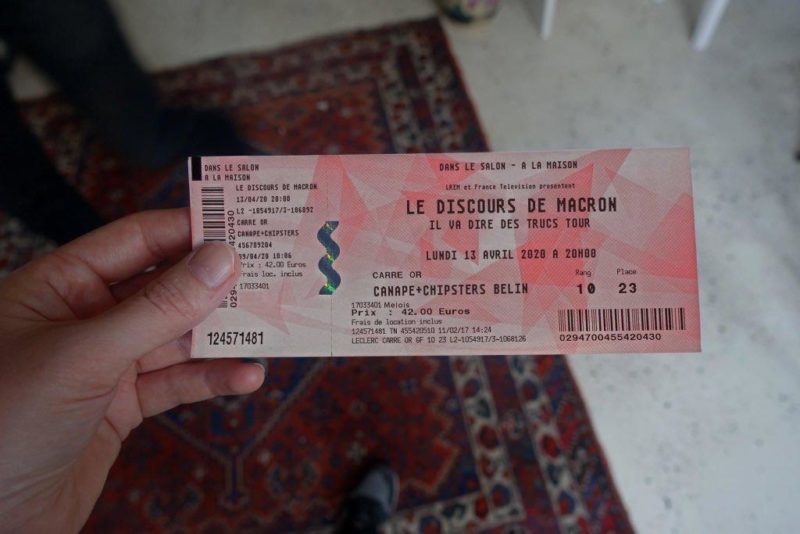 DANS LE SALON
A LA MAISON
LE DISCOURS DE MACRON
13/04/20 20:00
L2 -1054917/3-106892
CARRE OR
CANAPE+CHIPSTERS
456789204
09/04/20 18:06
Prix : 42.00 Euros
Frais loc. inclus
17033401
124571481
DANS LE SALON - A LA MAISON
LREM et France Television presentent
LE DISCOURS DE MACRON
IL VA DIRE DES TRUCS TOUR
LUNDI 13 AVRIL 2020 A 20H00
CARRE OR Rang Place
CANAPE+CHIPSTERS BELIN 10 23
17033401 Melois
Prix : 42.00 Euros
Frais de location inclus
124571481 TN 455420510 11/02/17 14:24
LECLERC CARRE OR GF 10 23 L2-1054917/3-1068126
0294700455420430